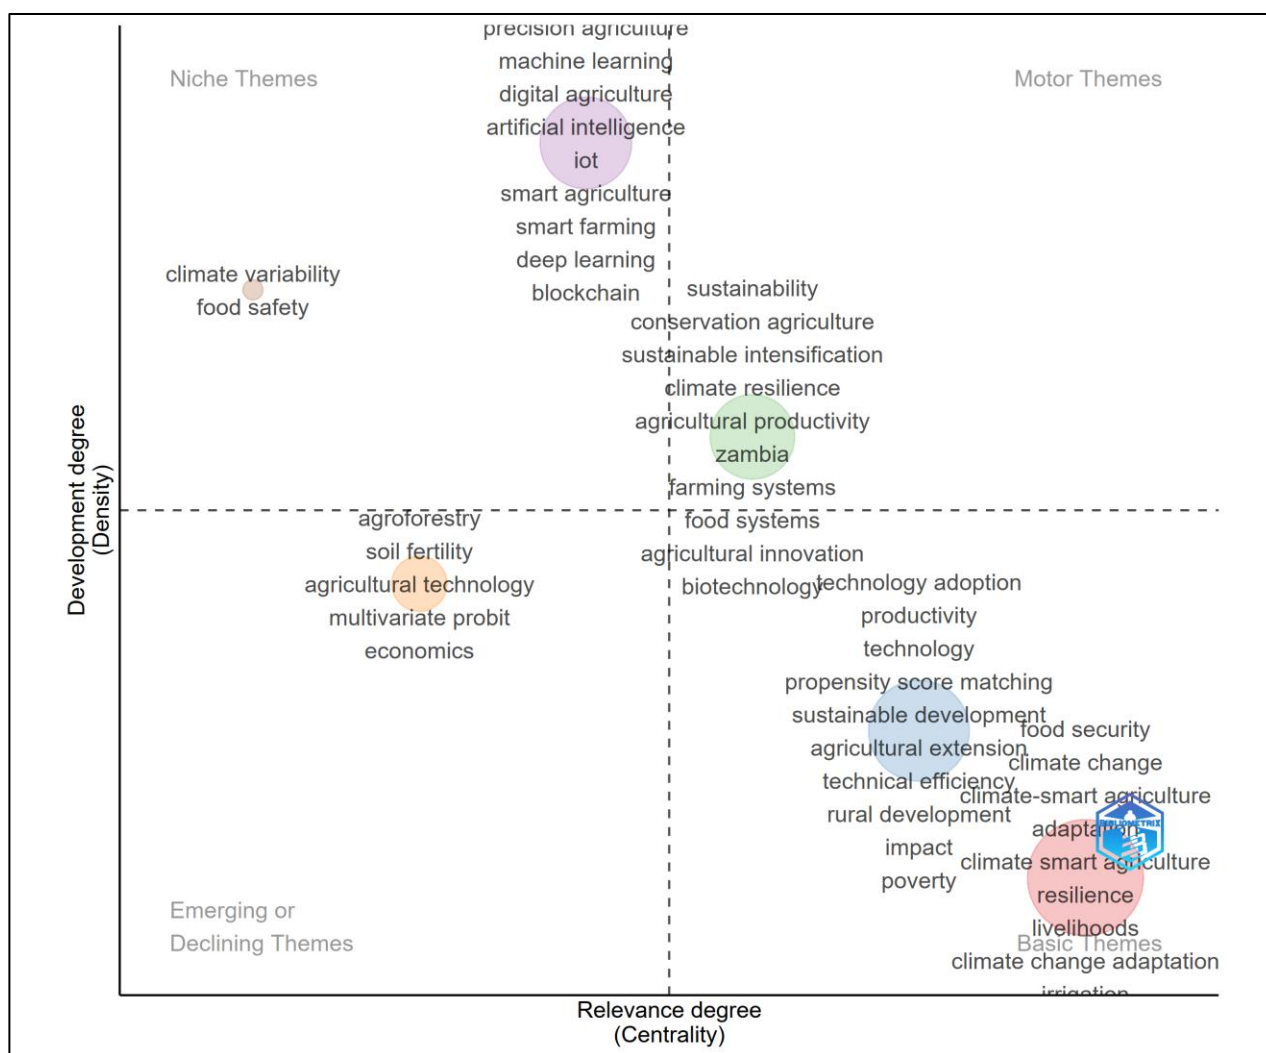 precision agriculture
machine learning
digital agriculture
artificial intelligence
iot
smart agriculture
smart farming
deep learning
blockchain
Niche Themes
Motor Themes
climate variability
food safety
sustainability
conservation agriculture
sustainable intensification
climate resilience
agricultural productivity
zambia
farming systems
food systems
agricultural innovation
biotechnology
agroforestry
soil fertility
agricultural technology
multivariate probit
economics
technology adoption
productivity
technology
propensity score matching
sustainable development
agricultural extension
technical efficiency
rural development
impact
poverty
food security
climate change
climate-smart agriculture
adaptation
BIBLIOMETRIX
climate smart agriculture
resilience
livelihoods
climate change adaptation
irrigation
Emerging or
Declining Themes
Basic Themes
Development degree
(Density)
Relevance degree
(Centrality)